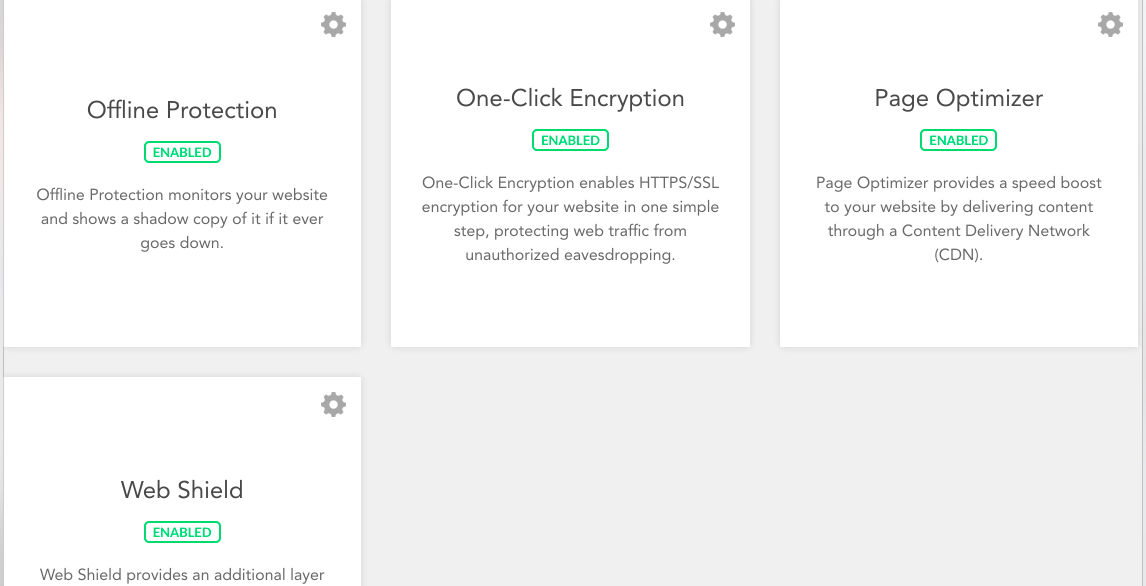 Offline Protection
ENABLED
Offline Protection monitors your website
and shows a shadow copy of it if it ever
goes down.
One-Click Encryption
ENABLED
One-Click Encryption enables HTTPS/SSL
encryption for your website in one simple
step, protecting web traffic from
unauthorized eavesdropping.
Page Optimizer
ENABLED
Page Optimizer provides a speed boost
to your website by delivering content
through a Content Delivery Network
(CDN).
Web Shield
ENABLED
Web Shield provides an additional layer